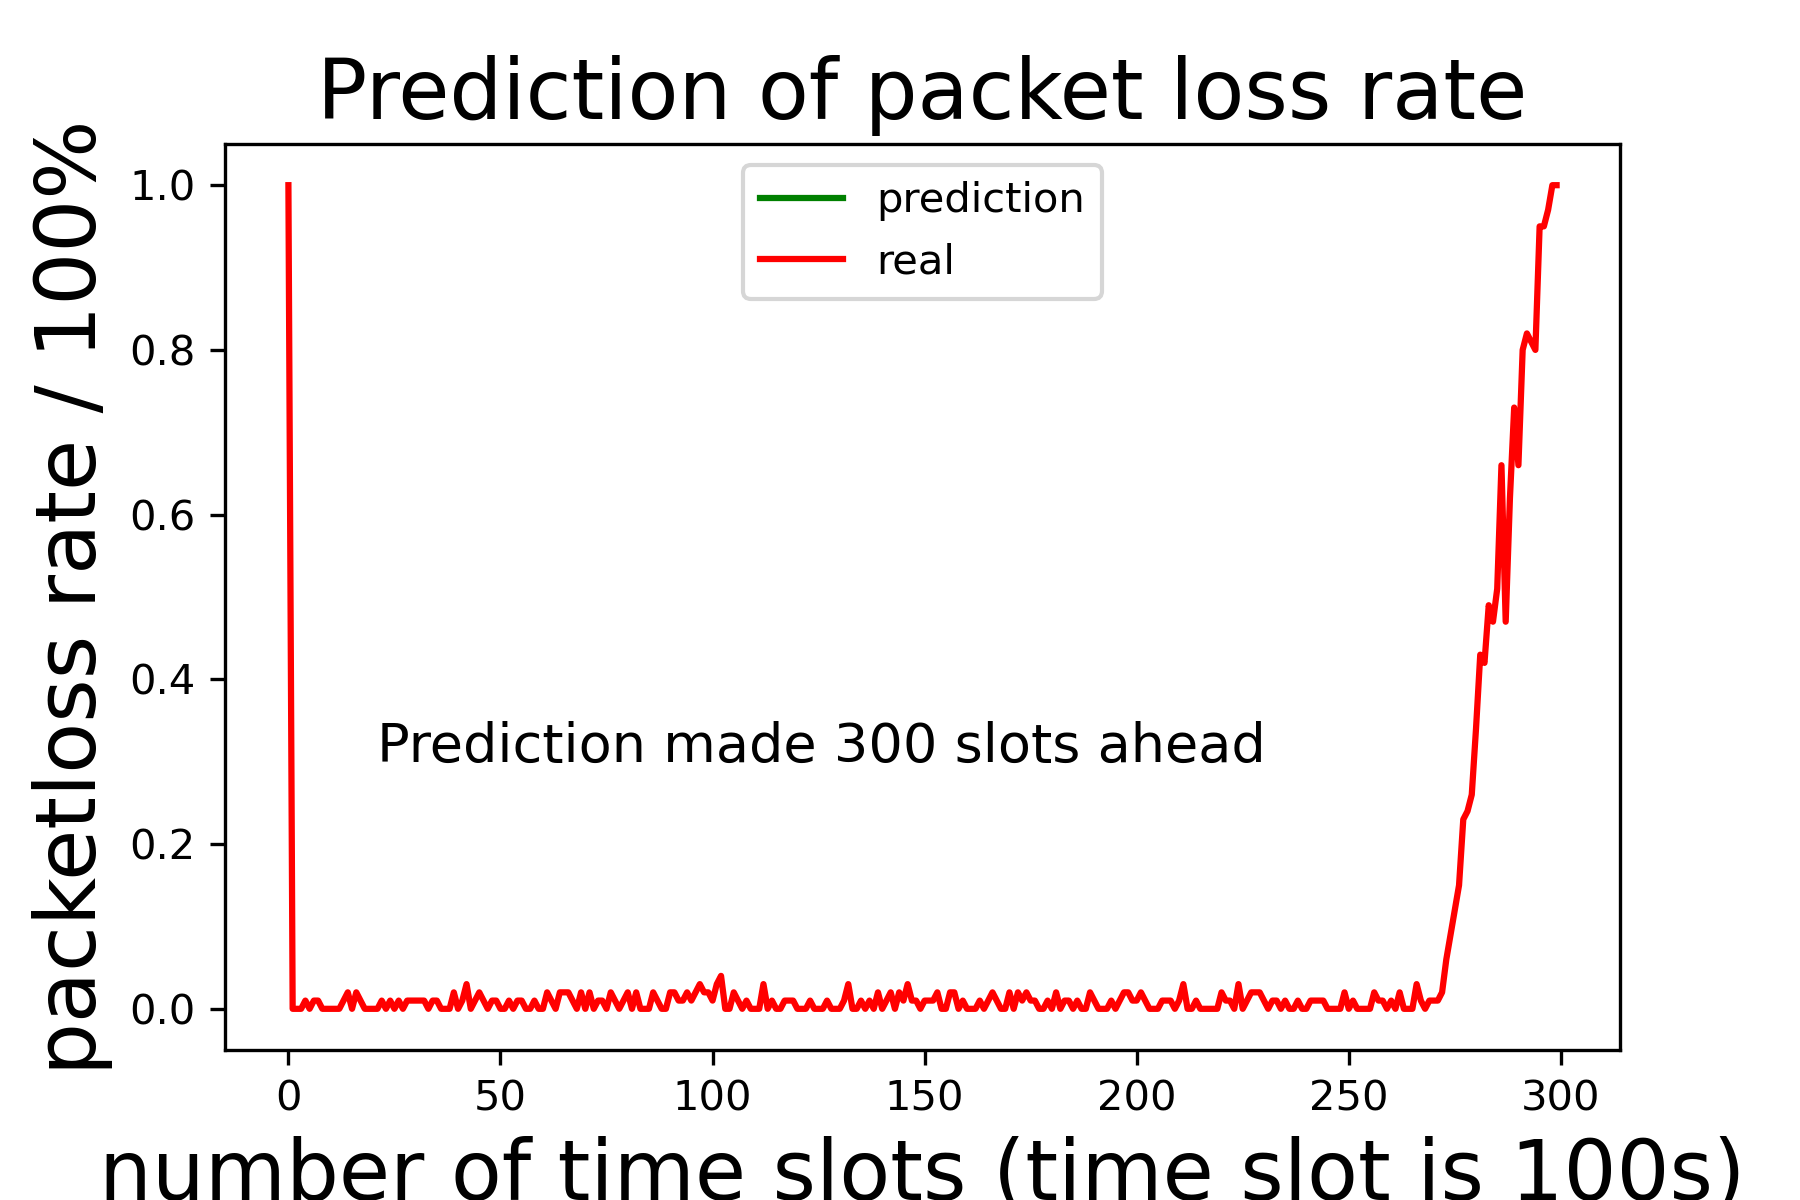 Prediction of packet loss rate
packetloss rate / 100%
1.0
0.8
0.6
0.4
0.2
0.0
prediction
real
Prediction made 300 slots ahead
0 50 100 150 200 250 300
number of time slots (time slot is 100s)